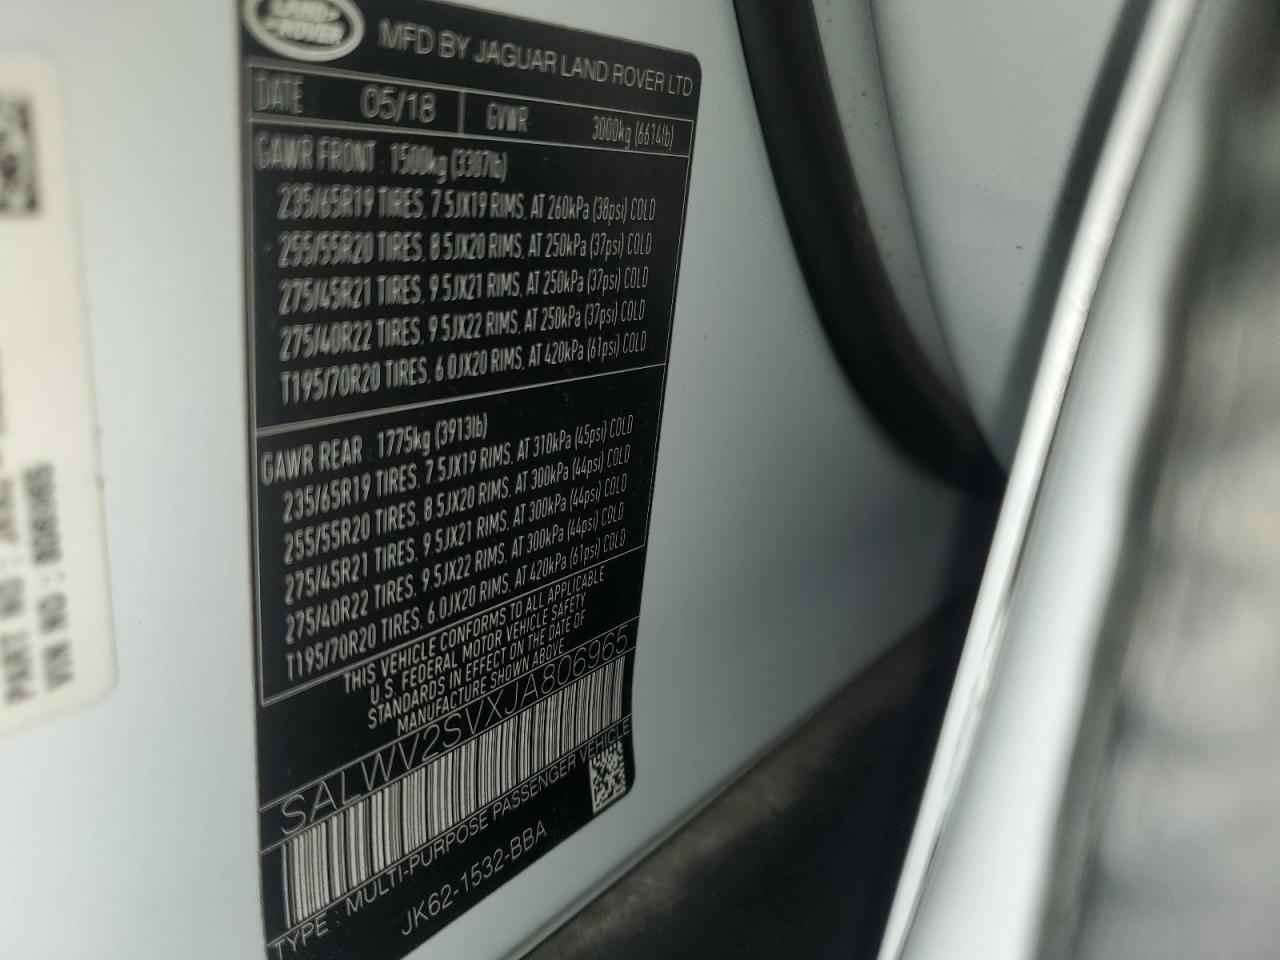 LAND ROVER
MFD BY JAGUAR LAND ROVER LTD
DATE: 05/18 GVWR 3000kg (6614lb)
GAWR FRONT 1500kg (3307lb)
235/65R19 TIRES, 7.5JX19 RIMS, AT 260kPa (38psi) COLD
255/55R20 TIRES, 8.5JX20 RIMS, AT 250kPa (37psi) COLD
275/45R21 TIRES, 9.5JX21 RIMS, AT 250kPa (37psi) COLD
275/40R22 TIRES, 9.5JX22 RIMS, AT 250kPa (37psi) COLD
T195/70R20 TIRES, 6.0JX20 RIMS, AT 420kPa (61psi) COLD
GAWR REAR 1775kg (3913lb)
235/65R19 TIRES, 7.5JX19 RIMS, AT 310kPa (45psi) COLD
255/55R20 TIRES, 8.5JX20 RIMS, AT 300kPa (44psi) COLD
275/45R21 TIRES, 9.5JX21 RIMS, AT 300kPa (44psi) COLD
275/40R22 TIRES, 9.5JX22 RIMS, AT 300kPa (44psi) COLD
T195/70R20 TIRES, 6.0JX20 RIMS, AT 420kPa (61psi) COLD
THIS VEHICLE CONFORMS TO ALL APPLICABLE
U.S. FEDERAL MOTOR VEHICLE SAFETY
STANDARDS IN EFFECT ON THE DATE OF
MANUFACTURE SHOWN ABOVE
SALWV2SVXJA806965
TYPE : MULTI-PURPOSE PASSENGER VEHICLE
JK62-1532-BBA
PART NO :
VIN NO : 806965